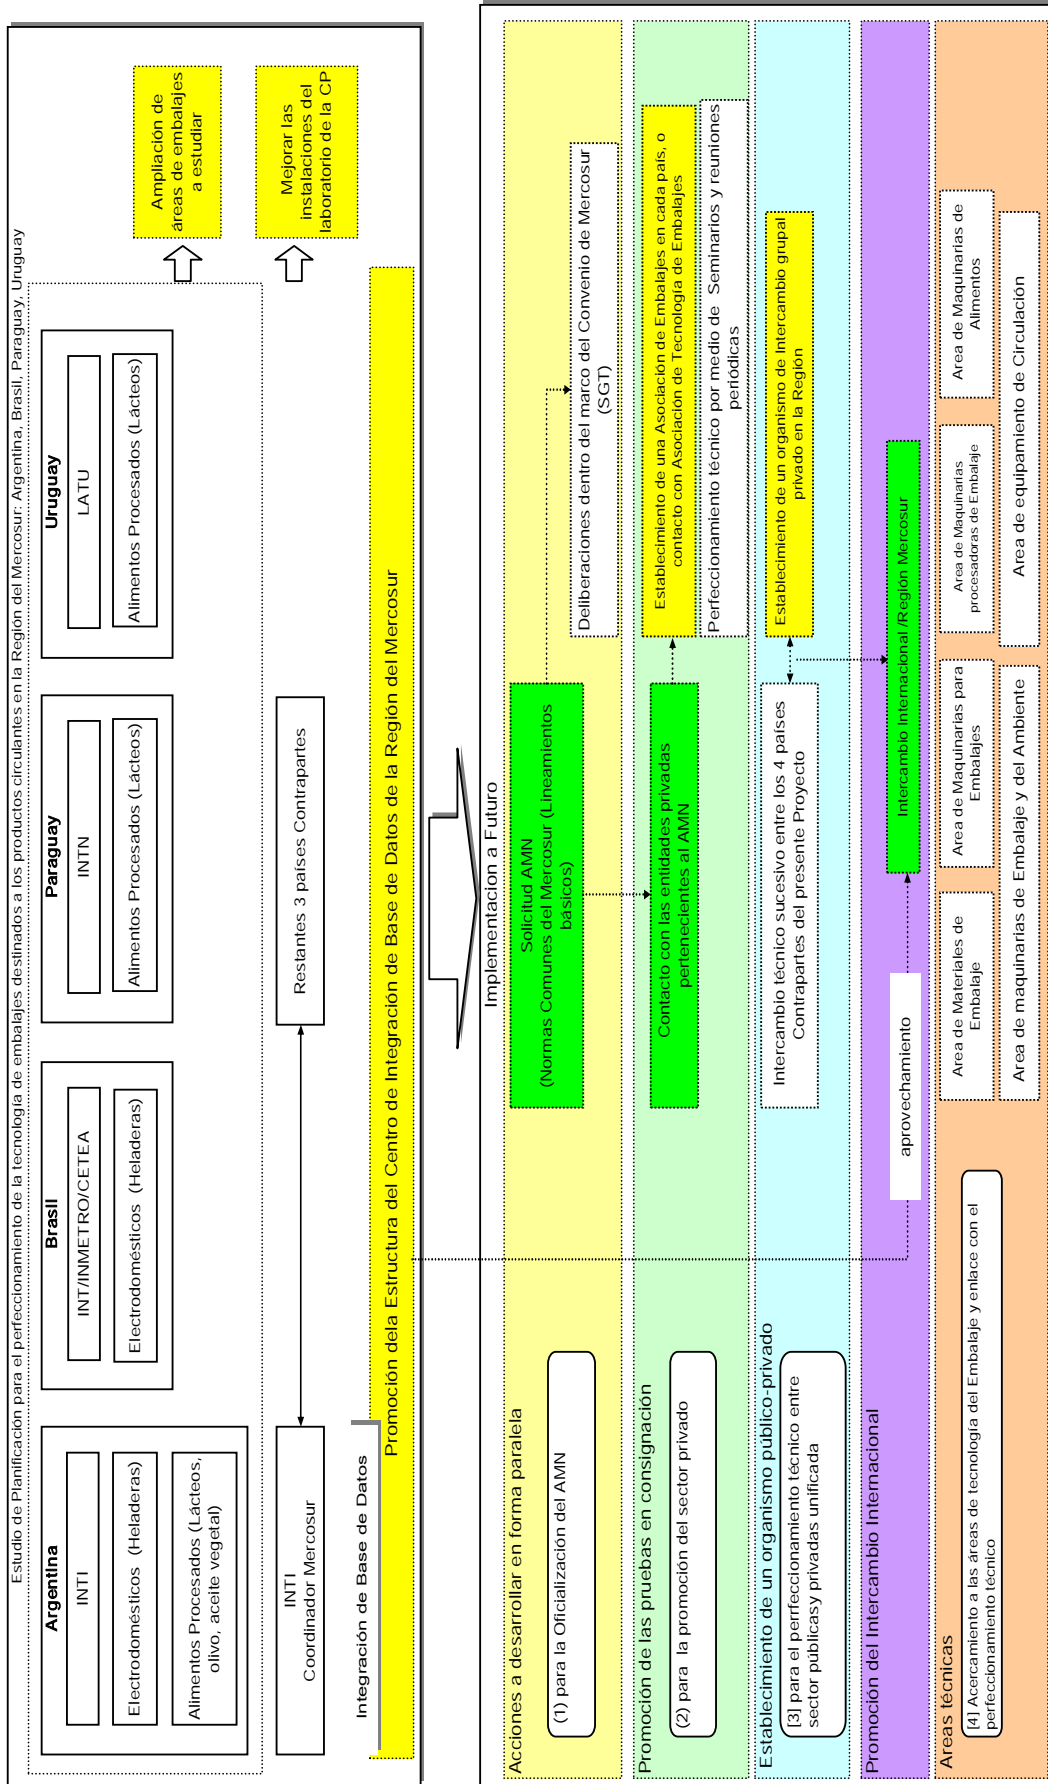 Estudio de Planificación para el perfeccionamiento de la tecnología de embalajes destinados a los productos circulantes en la Región del Mercosur: Argentina, Brasil, Paraguay, Uruguay
Argentina
INTI
Electrodomésticos  (Heladeras)
Alimentos Procesados (Lácteos,
olivo, aceite vegetal)
Brasil
INT/INMETRO/CETEA
Electrodomésticos  (Heladeras)
Paraguay
INTN
Alimentos Procesados (Lácteos)
Uruguay
LATU
Alimentos Procesados (Lácteos)
Ampliación de
áreas de embalajes
a estudiar
Mejorar las
instalaciones del
laboratorio de la CP
INTI
Coordinador Mercosur
Restantes 3 países Contrapartes
Integración de Base de Datos
Promoción dela Estructura del Centro de Integración de Base de Datos de la Región del Mercosur
Implementacion a Futuro
Acciones a desarrollar en forma paralela
(1) para la Oficialización del AMN
Solicitud AMN
(Normas Comunes del Mercosur (Lineamientos
básicos)
Deliberaciones dentro del marco del Convenio de Mercosur
(SGT)
Promoción de las pruebas en consignación
(2) para  la promoción del sector privado
Contacto con las entidades privadas
pertenecientes al AMN
Establecimiento de una Asociación de Embalajes en cada país, o
contacto con Asociación de Tecnología de Embalajes
Perfeccionamiento técnico por medio de  Seminarios y reuniones
periódicas
Establecimiento de un organismo público-privado
[3) para el perrfeccionamiento técnico entre
sector públicasy privadas unificada
Intercambio técnico sucesivo entre los 4 países
Contrapartes del presente Proyecto
Establecimiento de un organismo de Intercambio grupal
privado en la Región
Promoción del Intercambio Internacional
aprovechamiento
Intercambio Internacional /Región Mercosur
Areas técnicas
[4] Acercamiento a las áreas de tecnología del Embalaje y enlace con el
perfeccionamiento técnico
Area de Materiales de
Embalaje
Area de Maquinarias para
Embalajes
Area de Maquinarias
procesadoras de Embalaje
Area de Maquinarias de
Alimentos
Area de maquinarias de Embalaje y del Ambiente
Area de equipamiento de Circulación